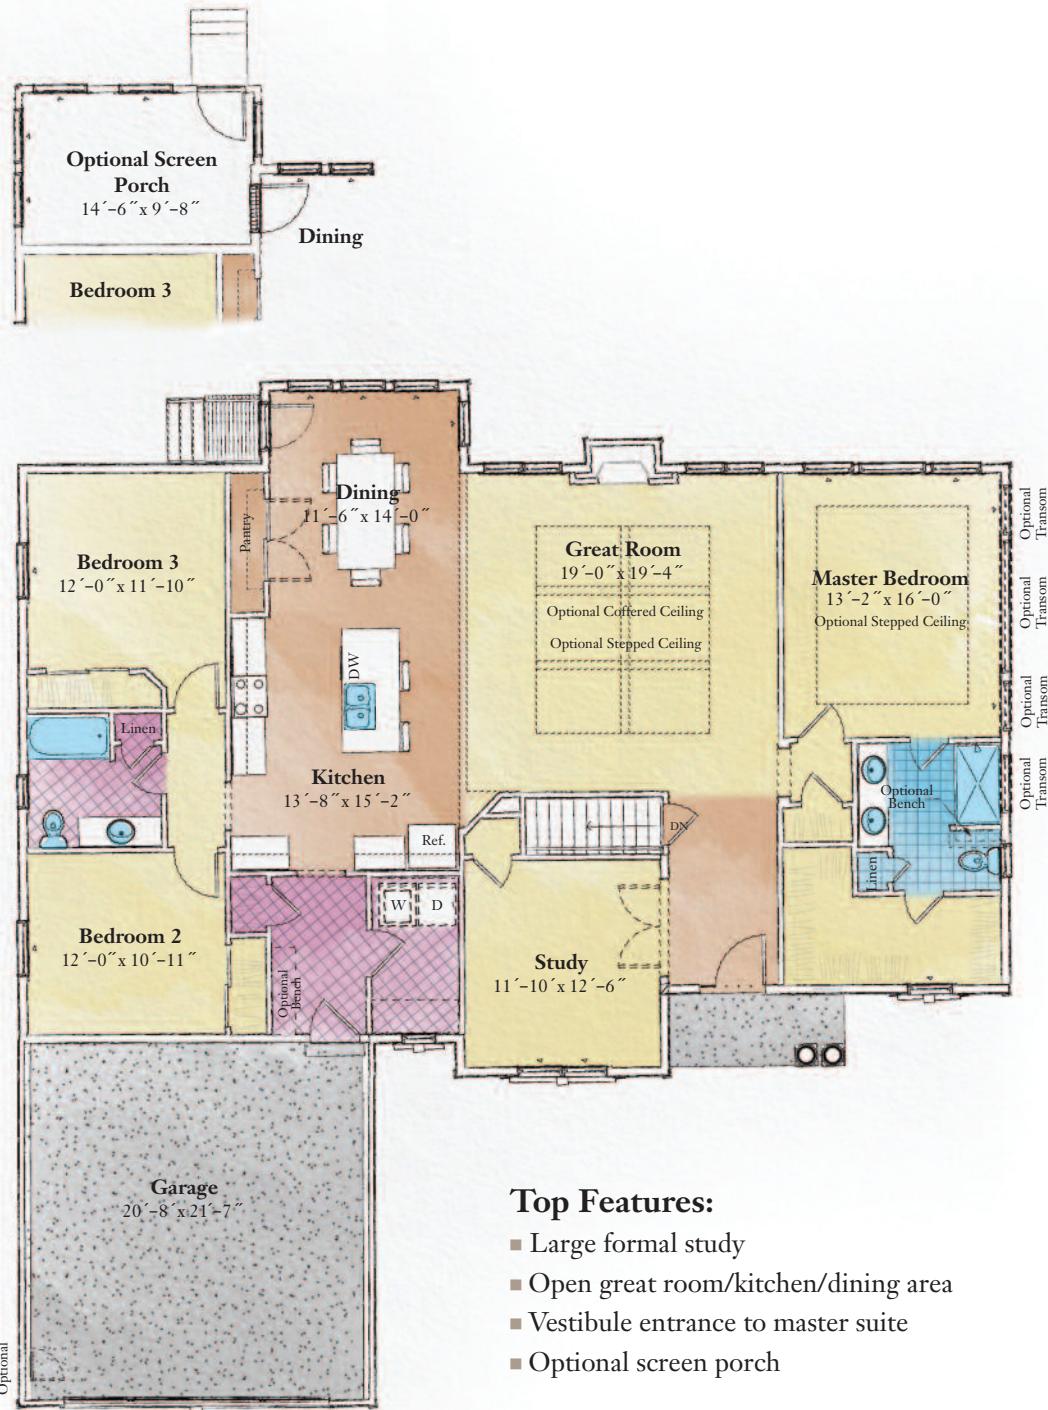 Optional Screen
Porch
14´-6˝ x 9´-8˝
Dining
Bedroom 3
Dining
11´-6˝ x 14´-0˝
Pantry
Bedroom 3
12´-0˝ x 11´-10˝
Great Room
19´-0˝ x 19´-4˝
Optional Coffered Ceiling
Optional Stepped Ceiling
Master Bedroom
13´-2˝ x 16´-0˝
Optional Stepped Ceiling
Optional
Transom
Optional
Transom
Optional
Transom
Optional
Transom
DW
Linen
Kitchen
13´-8˝ x 15´-2˝
Ref.
DN
Optional
Bench
Linen
W
D
Bedroom 2
12´-0˝ x 10´-11˝
Optional
Bench
Study
11´-10´ x 12´-6˝
Garage
20´-8´ x 21´-7˝
Optional
Top Features:
■ Large formal study
■ Open great room/kitchen/dining area
■ Vestibule entrance to master suite
■ Optional screen porch